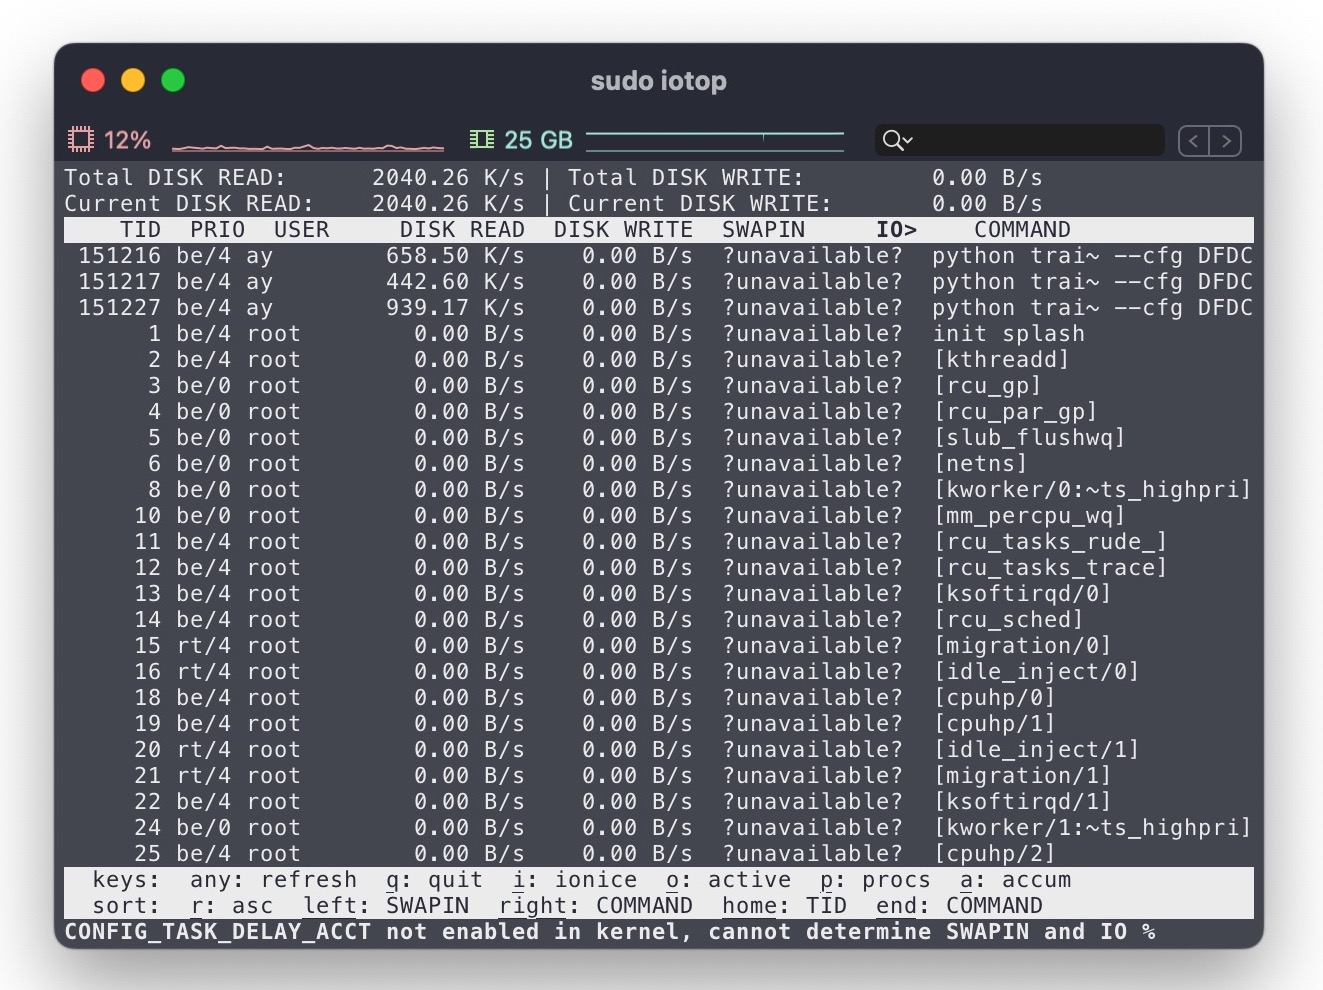 sudo iotop
12% 25 GB
Total DISK READ: 2040.26 K/s | Total DISK WRITE: 0.00 B/s
Current DISK READ: 2040.26 K/s | Current DISK WRITE: 0.00 B/s
TID PRIO USER DISK READ DISK WRITE SWAPIN IO> COMMAND
151216 be/4 ay 658.50 K/s 0.00 B/s ?unavailable? python trai~ --cfg DFDC
151217 be/4 ay 442.60 K/s 0.00 B/s ?unavailable? python trai~ --cfg DFDC
151227 be/4 ay 939.17 K/s 0.00 B/s ?unavailable? python trai~ --cfg DFDC
1 be/4 root 0.00 B/s 0.00 B/s ?unavailable? init splash
2 be/4 root 0.00 B/s 0.00 B/s ?unavailable? [kthreadd]
3 be/0 root 0.00 B/s 0.00 B/s ?unavailable? [rcu_gp]
4 be/0 root 0.00 B/s 0.00 B/s ?unavailable? [rcu_par_gp]
5 be/0 root 0.00 B/s 0.00 B/s ?unavailable? [slub_flushwq]
6 be/0 root 0.00 B/s 0.00 B/s ?unavailable? [netns]
8 be/0 root 0.00 B/s 0.00 B/s ?unavailable? [kworker/0:~ts_highpri]
10 be/0 root 0.00 B/s 0.00 B/s ?unavailable? [mm_percpu_wq]
11 be/4 root 0.00 B/s 0.00 B/s ?unavailable? [rcu_tasks_rude_]
12 be/4 root 0.00 B/s 0.00 B/s ?unavailable? [rcu_tasks_trace]
13 be/4 root 0.00 B/s 0.00 B/s ?unavailable? [ksoftirqd/0]
14 be/4 root 0.00 B/s 0.00 B/s ?unavailable? [rcu_sched]
15 rt/4 root 0.00 B/s 0.00 B/s ?unavailable? [migration/0]
16 rt/4 root 0.00 B/s 0.00 B/s ?unavailable? [idle_inject/0]
18 be/4 root 0.00 B/s 0.00 B/s ?unavailable? [cpuhp/0]
19 be/4 root 0.00 B/s 0.00 B/s ?unavailable? [cpuhp/1]
20 rt/4 root 0.00 B/s 0.00 B/s ?unavailable? [idle_inject/1]
21 rt/4 root 0.00 B/s 0.00 B/s ?unavailable? [migration/1]
22 be/4 root 0.00 B/s 0.00 B/s ?unavailable? [ksoftirqd/1]
24 be/0 root 0.00 B/s 0.00 B/s ?unavailable? [kworker/1:~ts_highpri]
25 be/4 root 0.00 B/s 0.00 B/s ?unavailable? [cpuhp/2]
keys: any: refresh q: quit i: ionice o: active p: procs a: accum
sort: r: asc left: SWAPIN right: COMMAND home: TID end: COMMAND
CONFIG_TASK_DELAY_ACCT not enabled in kernel, cannot determine SWAPIN and IO %